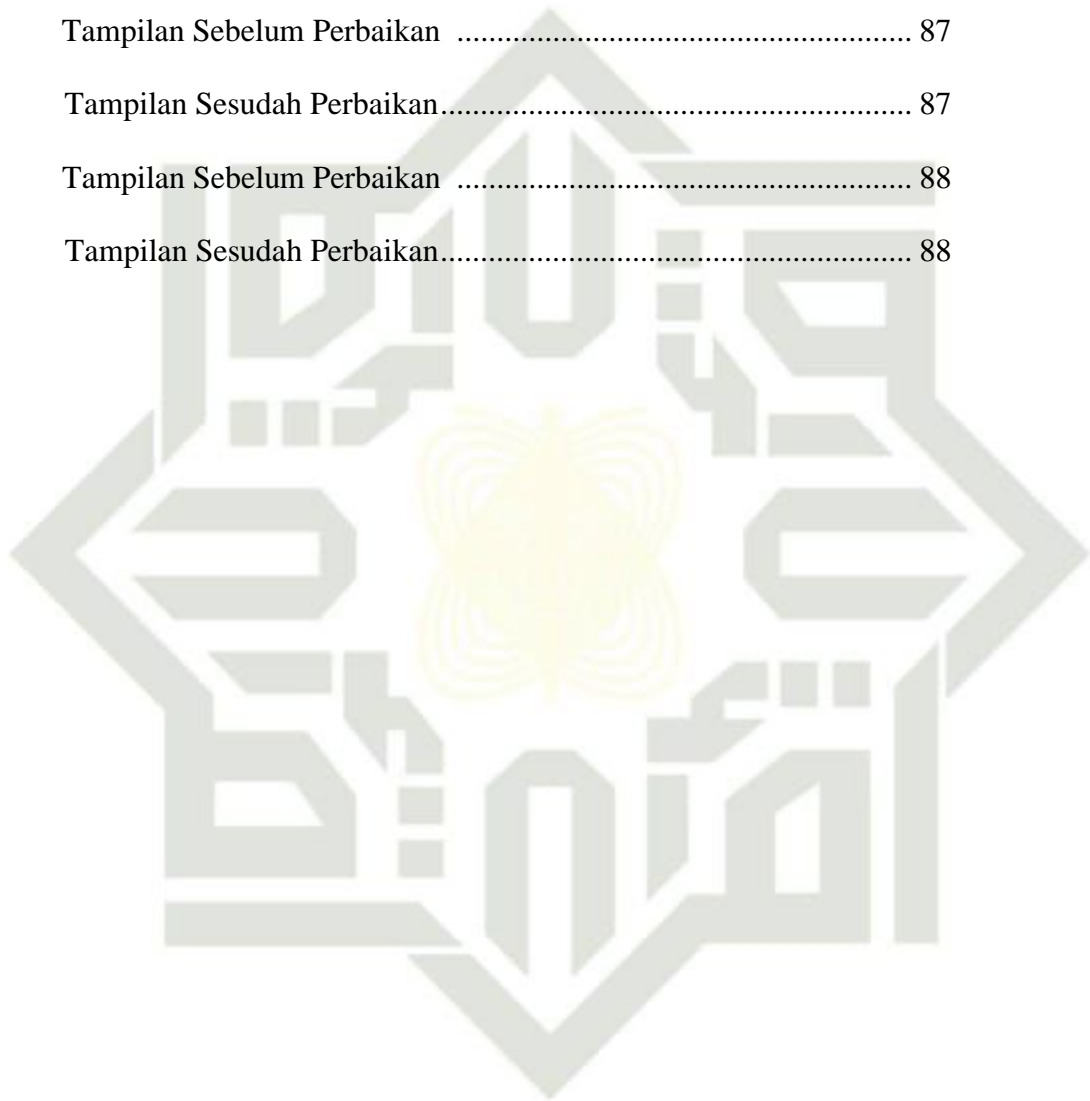 Tampilan Sebelum Perbaikan .......................................................... 87
Tampilan Sesudah Perbaikan............................................................ 87
Tampilan Sebelum Perbaikan .......................................................... 88
Tampilan Sesudah Perbaikan............................................................ 88